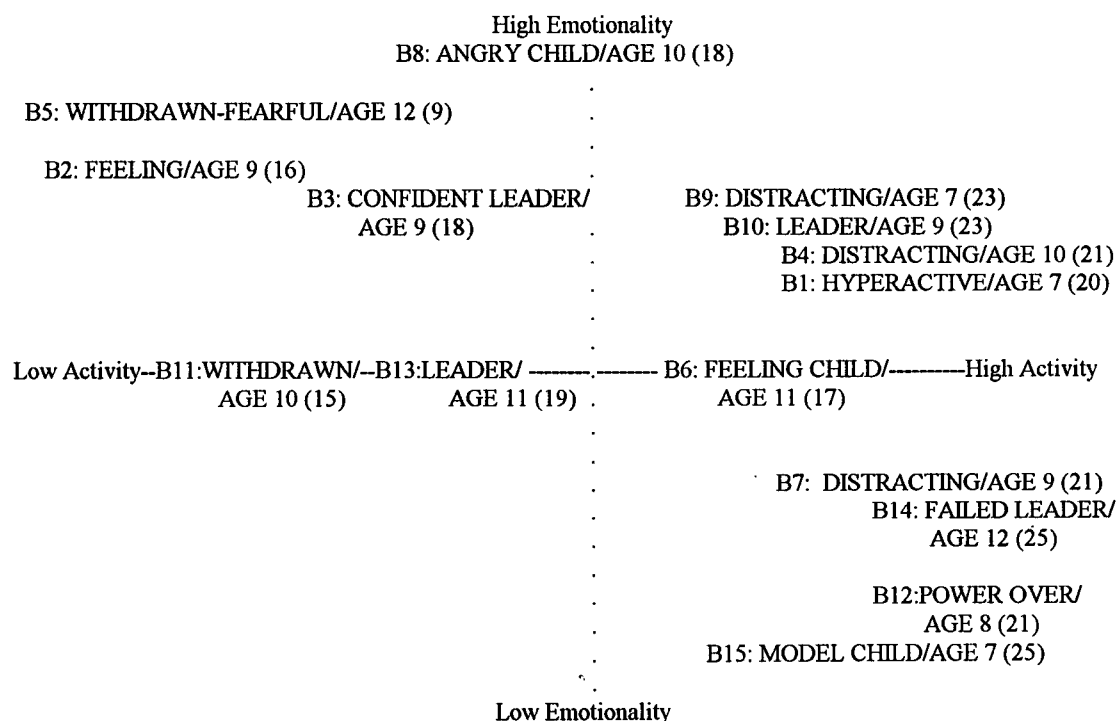 High Emotionality
B8: ANGRY CHILD/AGE 10 (18)
B5: WITHDRAWN-FEARFUL/AGE 12 (9)
B2: FEELING/AGE 9 (16)
B3: CONFIDENT LEADER/ B9: DISTRACTING/AGE 7 (23)
AGE 9 (18) B10: LEADER/AGE 9 (23)
B4: DISTRACTING/AGE 10 (21)
B1: HYPERACTIVE/AGE 7 (20)
Low Activity--B11:WITHDRAWN/--B13:LEADER/ --------.-------- B6: FEELING CHILD/----------High Activity
AGE 10 (15) AGE 11 (19) AGE 11 (17)
B7: DISTRACTING/AGE 9 (21)
B14: FAILED LEADER/
AGE 12 (25)
B12:POWER OVER/
AGE 8 (21)
B15: MODEL CHILD/AGE 7 (25)
Low Emotionality